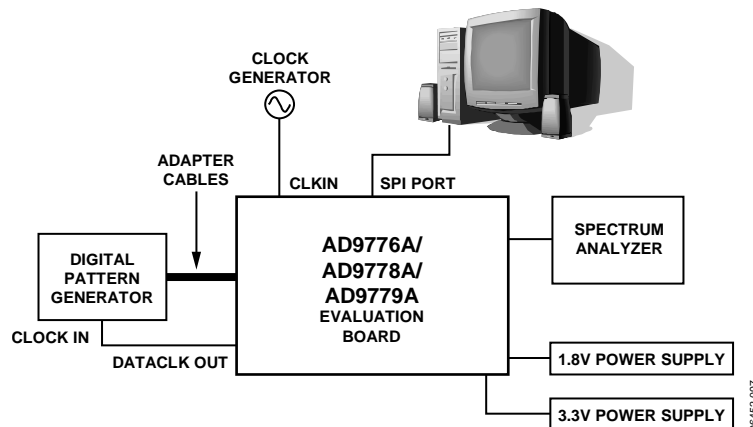 CLOCK
GENERATOR
ADAPTER
CABLES
CLKIN
SPI PORT
DIGITAL
PATTERN
GENERATOR
AD9776A/
AD9778A/
AD9779A
EVALUATION
BOARD
SPECTRUM
ANALYZER
CLOCK IN
DATACLK OUT
1.8V POWER SUPPLY
3.3V POWER SUPPLY